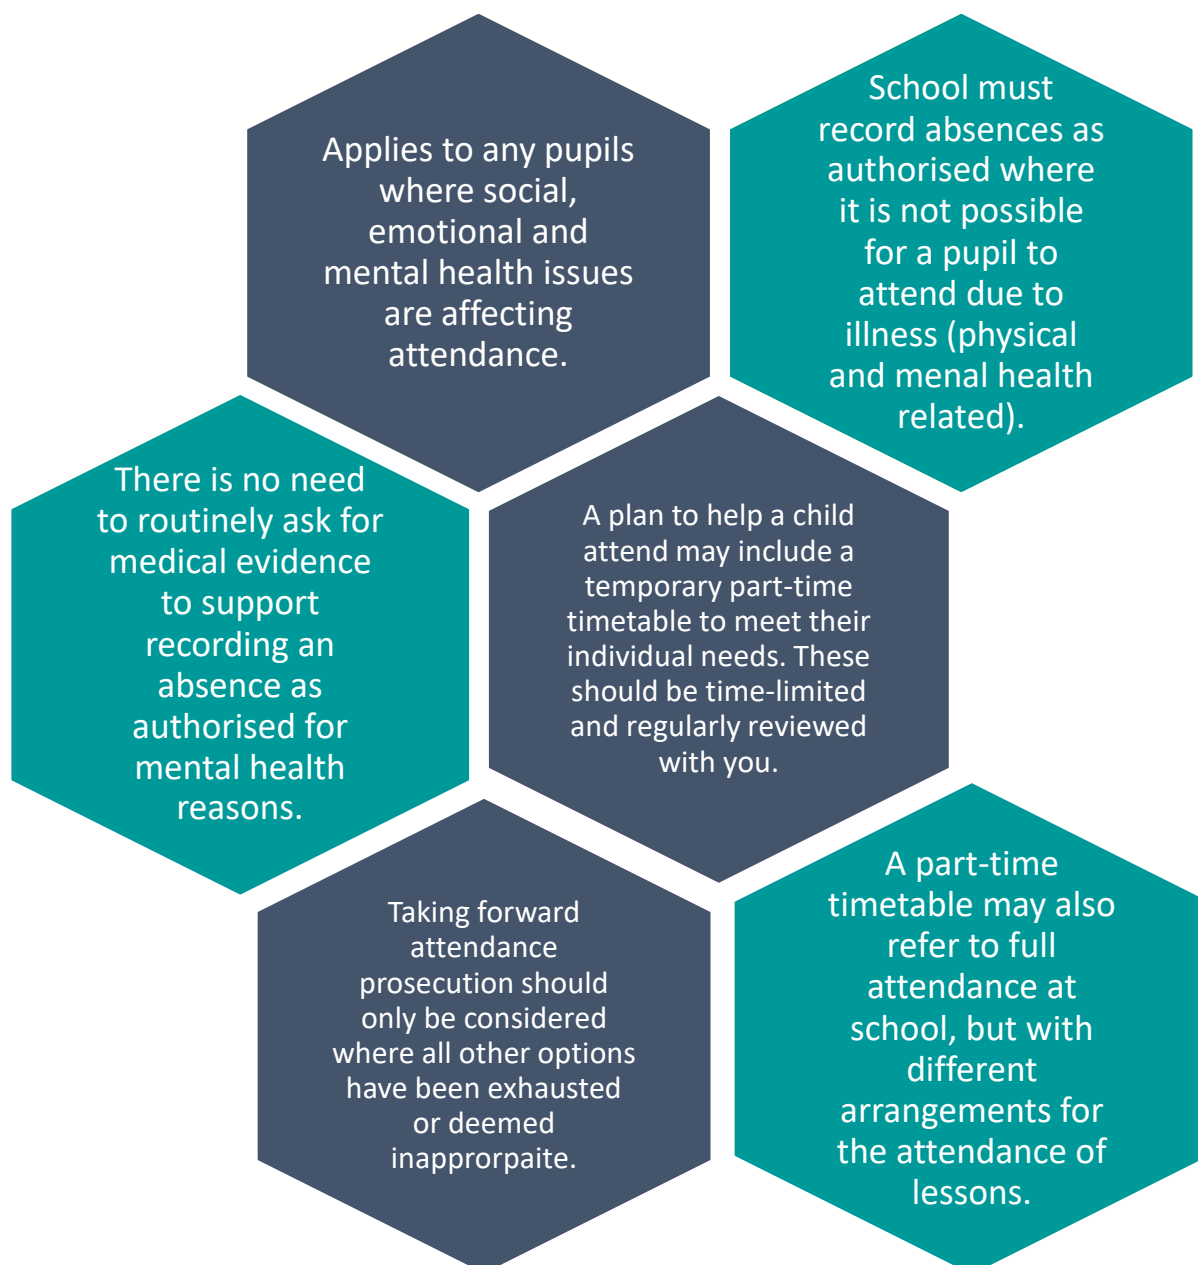 Applies to any pupils
where social,
emotional and
mental health issues
are affecting
attendance.
School must
record absences as
authorised where
it is not possible
for a pupil to
attend due to
illness (physical
and menal health
related).
There is no need
to routinely ask for
medical evidence
to support
recording an
absence as
authorised for
mental health
reasons.
A plan to help a child
attend may include a
temporary part-time
timetable to meet their
individual needs. These
should be time-limited
and regularly reviewed
with you.
Taking forward
attendance
prosecution should
only be considered
where all other options
have been exhausted
or deemed
inapprorpaite.
A part-time
timetable may also
refer to full
attendance at
school, but with
different
arrangements for
the attendance of
lessons.